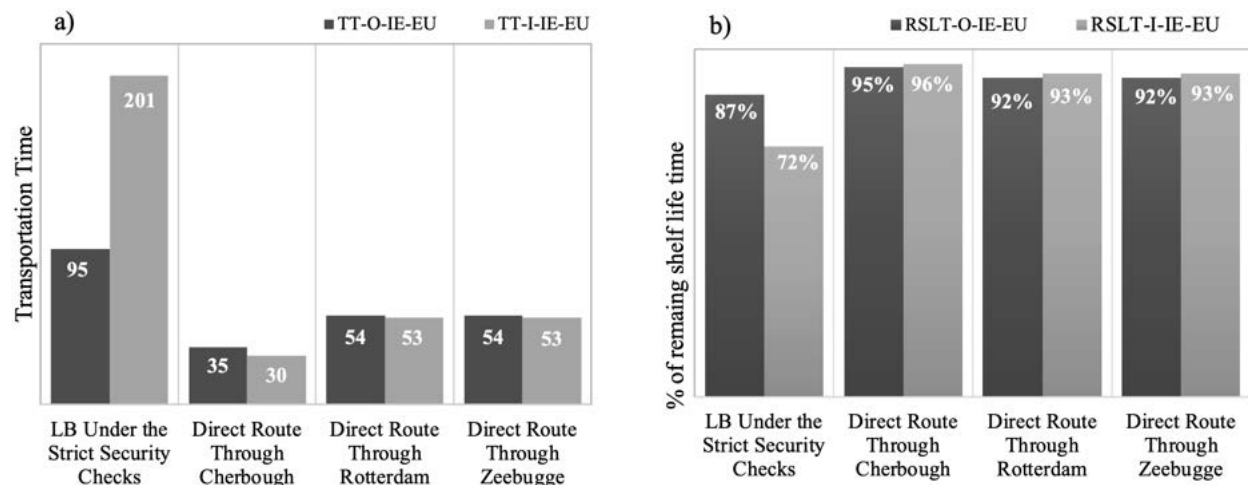 a)
TT-O-IE-EU TT-I-IE-EU
Transportation Time
95
201
35
30
54
53
54
53
LB Under the
Strict Security
Checks
Direct Route
Through
Cherbough
Direct Route
Through
Rotterdam
Direct Route
Through
Zeebugge
b)
RSLT-O-IE-EU RSLT-I-IE-EU
% of remaing shelf life time
87%
72%
95%
96%
92%
93%
92%
93%
LB Under the
Strict Security
Checks
Direct Route
Through
Cherbough
Direct Route
Through
Rotterdam
Direct Route
Through
Zeebugge